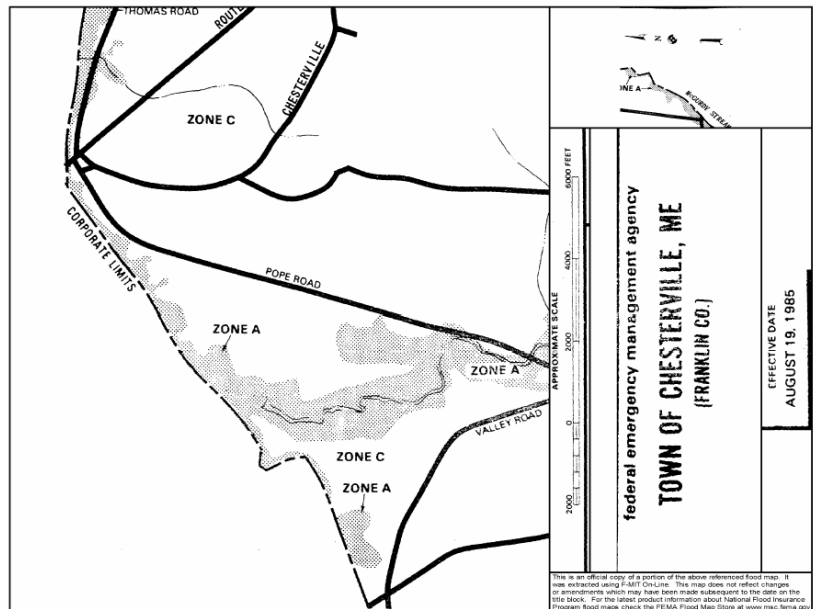 THOMAS ROAD
ROUTE
CHESTERVILLE
ZONE C
CORPORATE LIMITS
POPE ROAD
ZONE A
ZONE A
VALLEY ROAD
ZONE C
ZONE A
N
ONE A
McGURDY STREAM
APPROXIMATE SCALE
2000 0 2000 4000 6000 FEET
federal emergency management agency
TOWN OF CHESTERVILLE, ME
(FRANKLIN CO.)
EFFECTIVE DATE
AUGUST 19, 1985
This is an official copy of a portion of the above referenced flood map. It
was extracted using F-MIT On-Line. This map does not reflect changes
or amendments which may have been made subsequent to the date on the
title block. For the latest product information about National Flood Insurance
Program flood maps check the FEMA Flood Map Store at www.msc.fema.gov